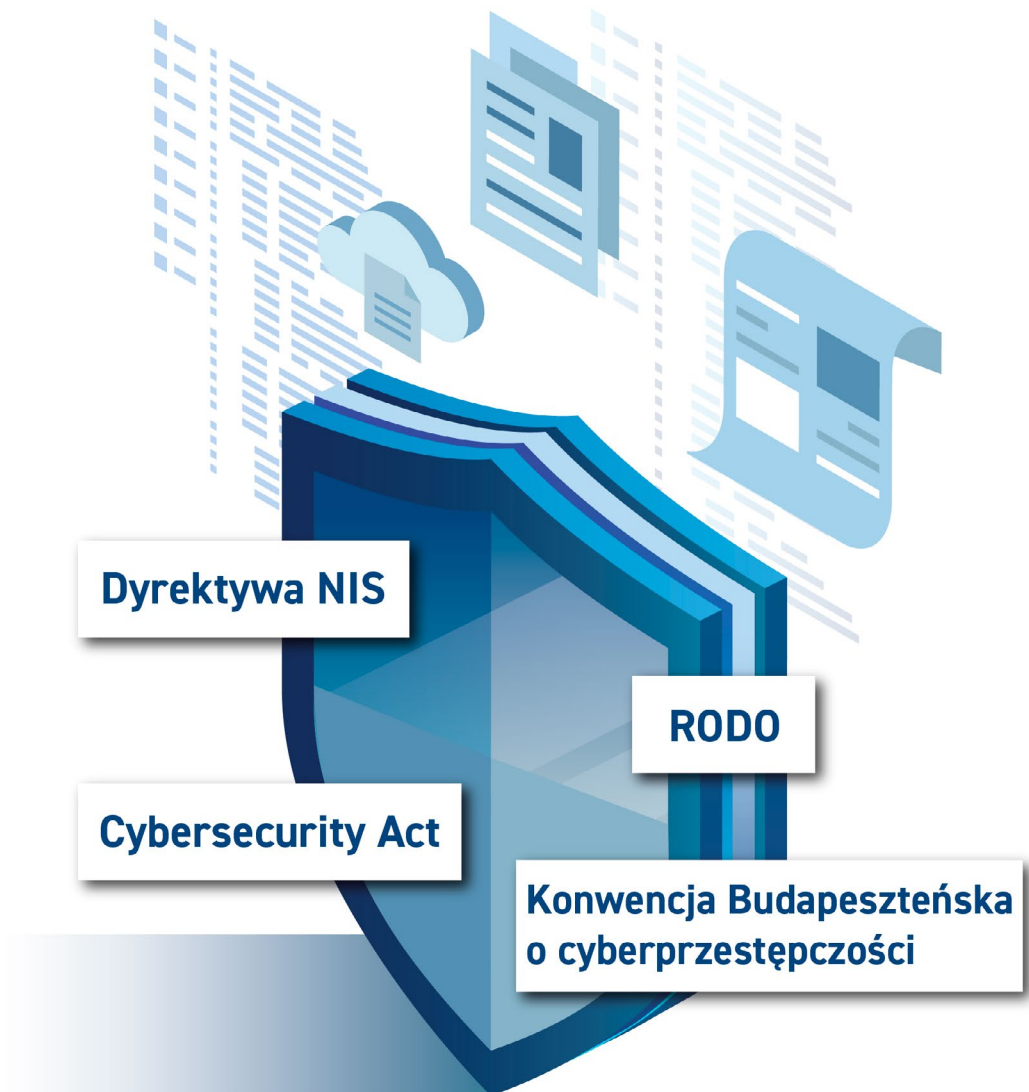 Dyrektywa NIS
RODO
Cybersecurity Act
Konwencja Budapeszteńska
o cyberprzestępczości